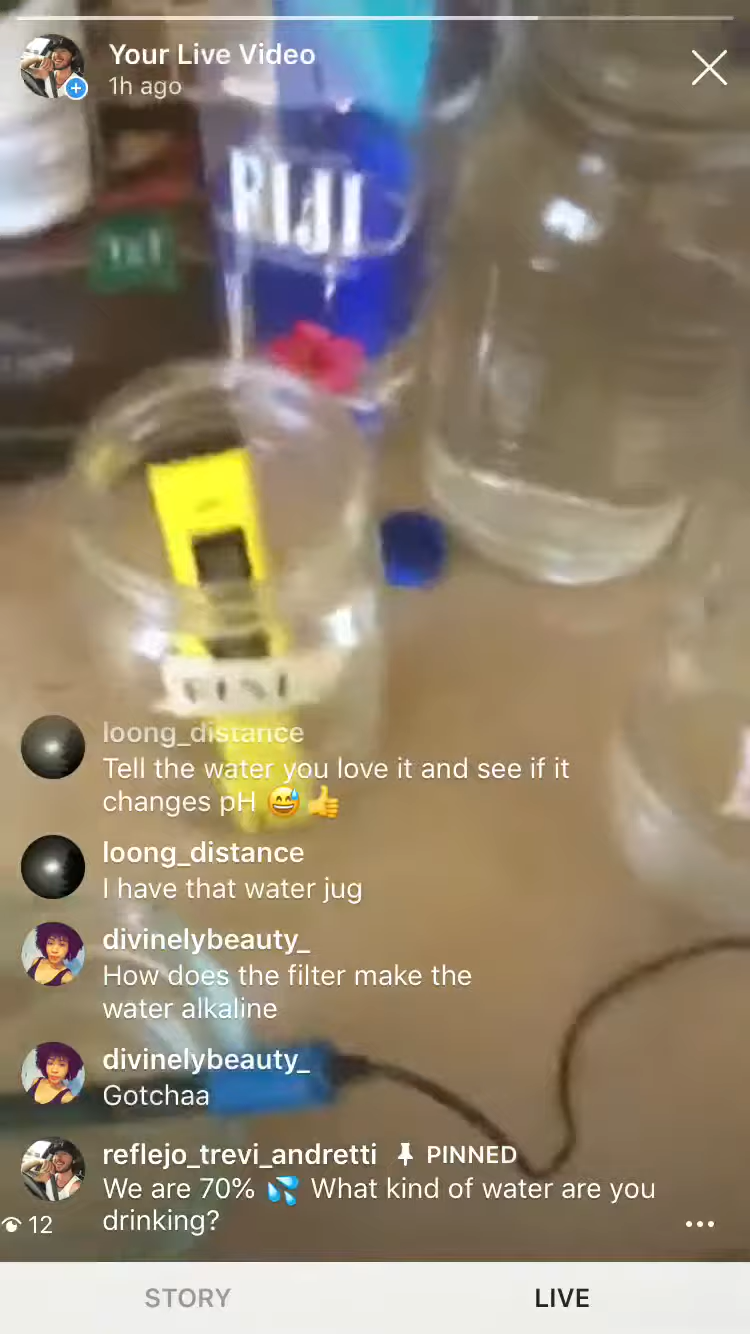 Your Live Video
1h ago
FIJI
FIJI
loong_distance
Tell the water you love it and see if it
changes pH 😅👍
loong_distance
I have that water jug
divinelybeauty_
How does the filter make the
water alkaline
divinelybeauty_
Gotchaa
reflejo_trevi_andretti PINNED
We are 70% 💦 What kind of water are you
drinking?
12
STORY
LIVE